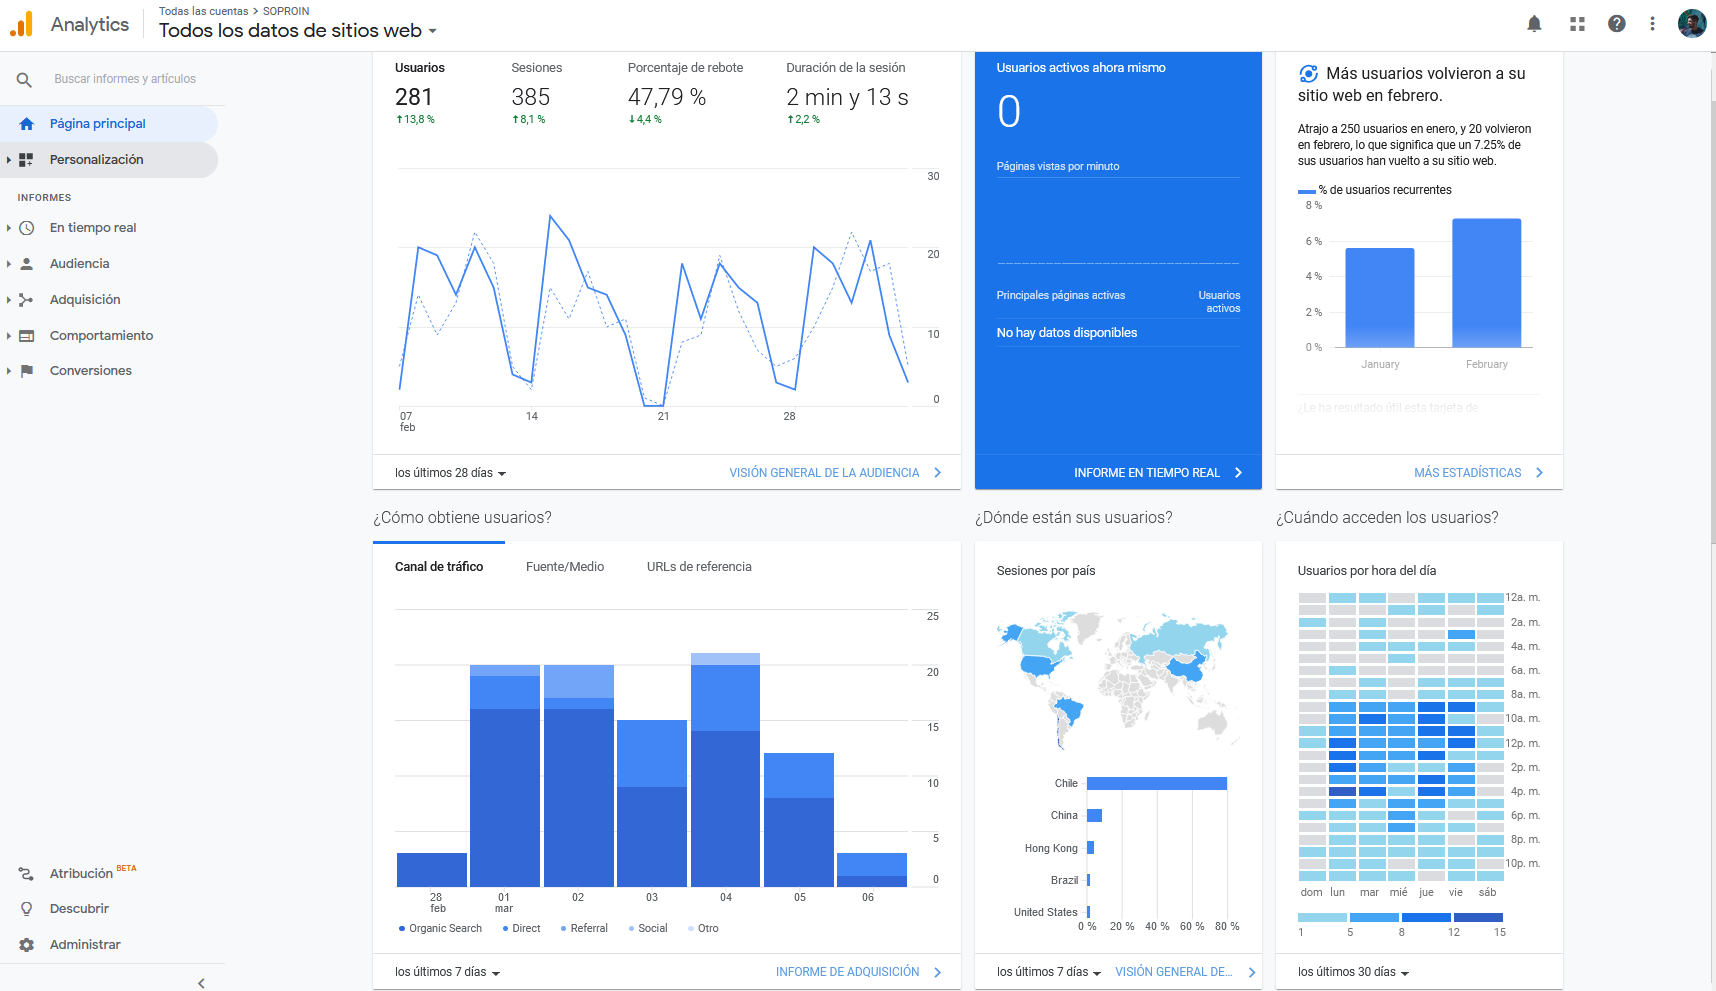 Analytics
Todas las cuentas > SOPROIN
Todos los datos de sitios web
Buscar informes y artículos
Página principal
Personalización
INFORMES
En tiempo real
Audiencia
Adquisición
Comportamiento
Conversiones
Atribución BETA
Descubrir
Administrar
Usuarios
281
13,8 %
Sesiones
385
8,1 %
Porcentaje de rebote
47,79 %
4,4 %
Duración de la sesión
2 min y 13 s
2,2 %
30
20
10
0
07
feb
14
21
28
los últimos 28 días
VISIÓN GENERAL DE LA AUDIENCIA
Usuarios activos ahora mismo
0
Páginas vistas por minuto
Principales páginas activas
Usuarios
activos
No hay datos disponibles
INFORME EN TIEMPO REAL
Más usuarios volvieron a su
sitio web en febrero.
Atrajo a 250 usuarios en enero, y 20 volvieron
en febrero, lo que significa que un 7.25% de
sus usuarios han vuelto a su sitio web.
% de usuarios recurrentes
8 %
6 %
4 %
2 %
0 %
January
February
¿Le ha resultado útil esta tarjeta de
MÁS ESTADÍSTICAS
¿Cómo obtiene usuarios?
Canal de tráfico
Fuente/Medio
URLs de referencia
25
20
15
10
5
0
28
feb
01
mar
02
03
04
05
06
Organic Search
Direct
Referral
Social
Otro
los últimos 7 días
INFORME DE ADQUISICIÓN
¿Dónde están sus usuarios?
Sesiones por país
Chile
China
Hong Kong
Brazil
United States
0 %
20 %
40 %
60 %
80 %
los últimos 7 días
VISIÓN GENERAL DE...
¿Cuándo acceden los usuarios?
Usuarios por hora del día
12a. m.
2a. m.
4a. m.
6a. m.
8a. m.
10a. m.
12p. m.
2p. m.
4p. m.
6p. m.
8p. m.
10p. m.
dom
lun
mar
mié
jue
vie
sáb
1
5
8
12
15
los últimos 30 días